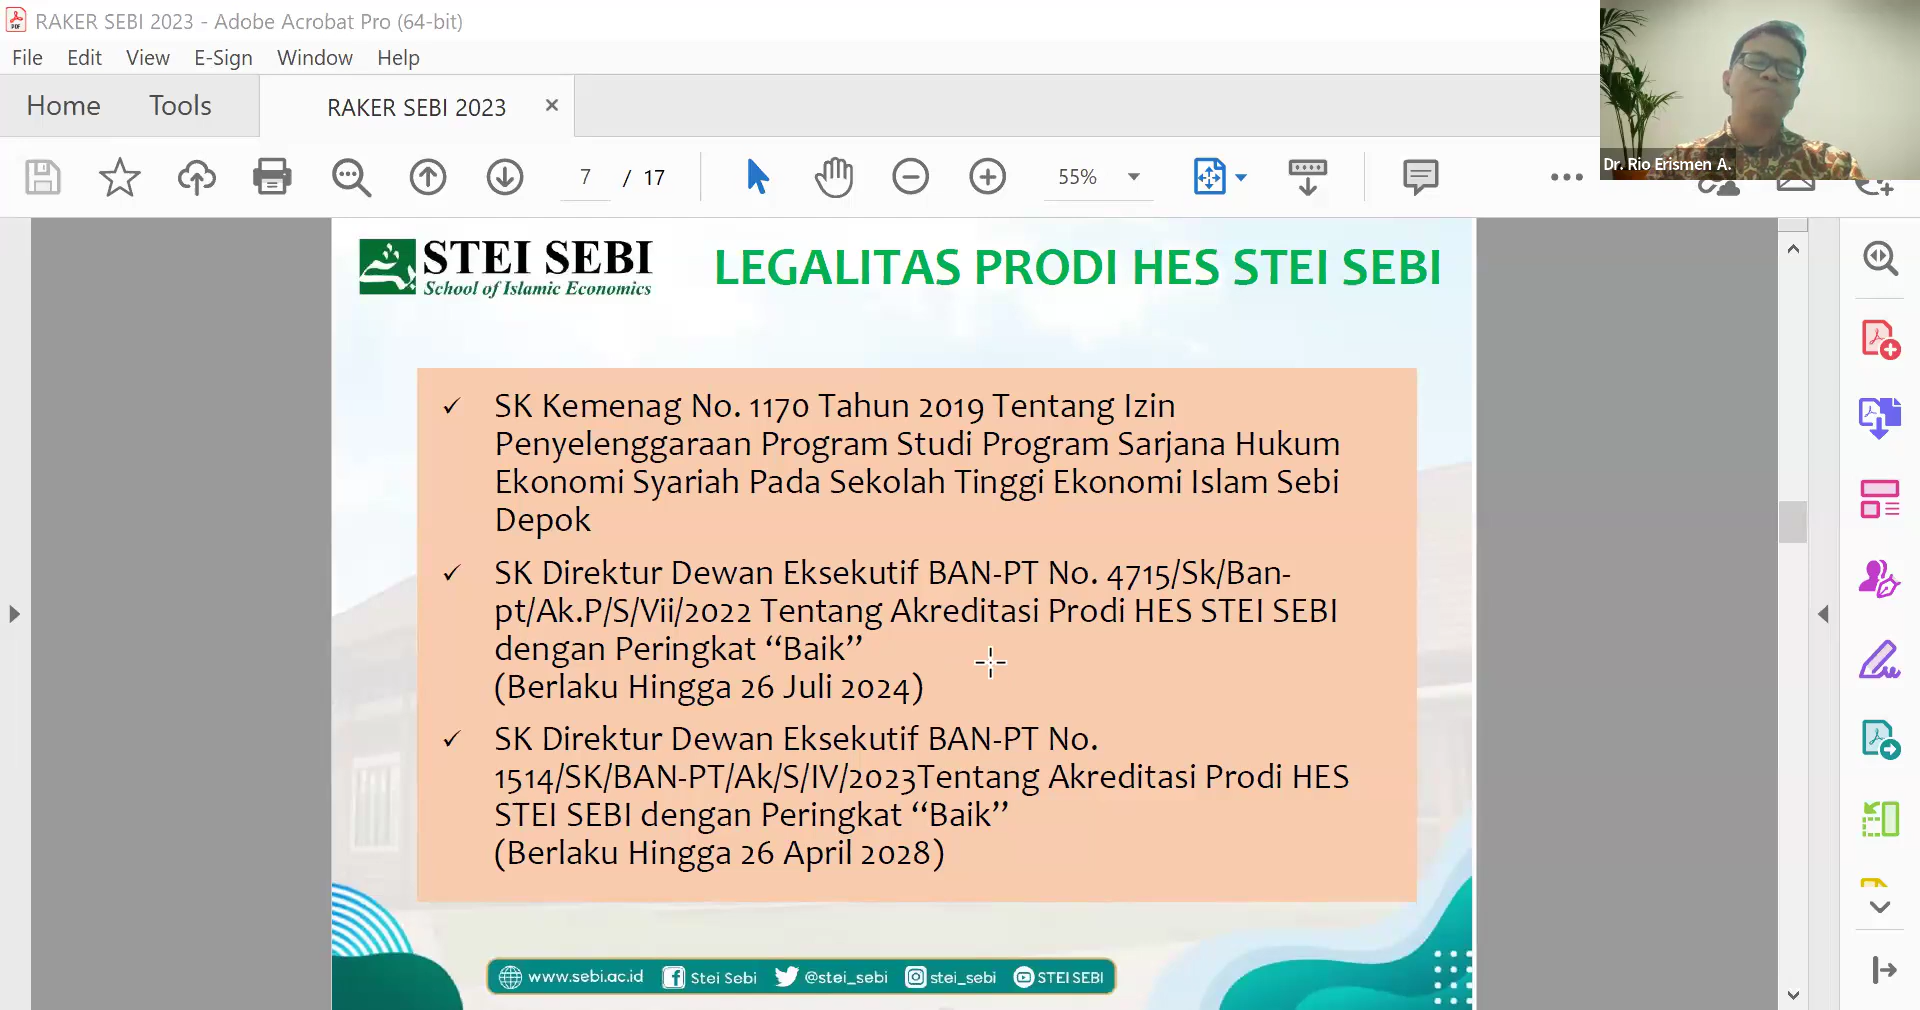 RAKER SEBI 2023 - Adobe Acrobat Pro (64-bit)
File Edit View E-Sign Window Help
Home Tools RAKER SEBI 2023
7 / 17 55%
Dr. Rio Erismen A.
STEI SEBI
School of Islamic Economics
LEGALITAS PRODI HES STEI SEBI
SK Kemenag No. 1170 Tahun 2019 Tentang Izin
Penyelenggaraan Program Studi Program Sarjana Hukum
Ekonomi Syariah Pada Sekolah Tinggi Ekonomi Islam Sebi
Depok
SK Direktur Dewan Eksekutif BAN-PT No. 4715/Sk/Ban-
pt/Ak.P/S/Vii/2022 Tentang Akreditasi Prodi HES STEI SEBI
dengan Peringkat “Baik”
(Berlaku Hingga 26 Juli 2024)
SK Direktur Dewan Eksekutif BAN-PT No.
1514/SK/BAN-PT/Ak/S/IV/2023Tentang Akreditasi Prodi HES
STEI SEBI dengan Peringkat “Baik”
(Berlaku Hingga 26 April 2028)
www.sebi.ac.id Stei Sebi @stei_sebi stei_sebi STEI SEBI